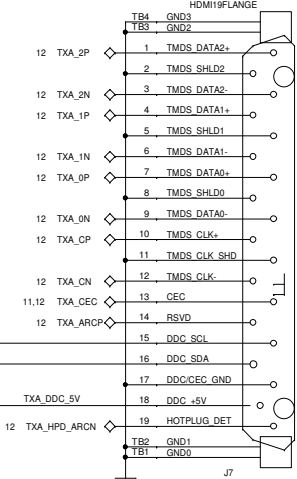 HDMI19FLANGE
TB4 GND3
TB3 GND2
12 TXA_2P 1 TMDS_DATA2+
2 TMDS_SHLD2
12 TXA_2N 3 TMDS_DATA2-
12 TXA_1P 4 TMDS_DATA1+
5 TMDS_SHLD1
12 TXA_1N 6 TMDS_DATA1-
12 TXA_0P 7 TMDS_DATA0+
8 TMDS_SHLD0
12 TXA_0N 9 TMDS_DATA0-
12 TXA_CP 10 TMDS_CLK+
11 TMDS_CLK_SHD
12 TXA_CN 12 TMDS_CLK-
11,12 TXA_CEC 13 CEC
12 TXA_ARCP 14 RSVD
15 DDC_SCL
16 DDC_SDA
17 DDC/CEC_GND
TXA_DDC_5V 18 DDC_+5V
12 TXA_HPD_ARCN 19 HOTPLUG_DET
TB2 GND1
TB1 GND0
J7